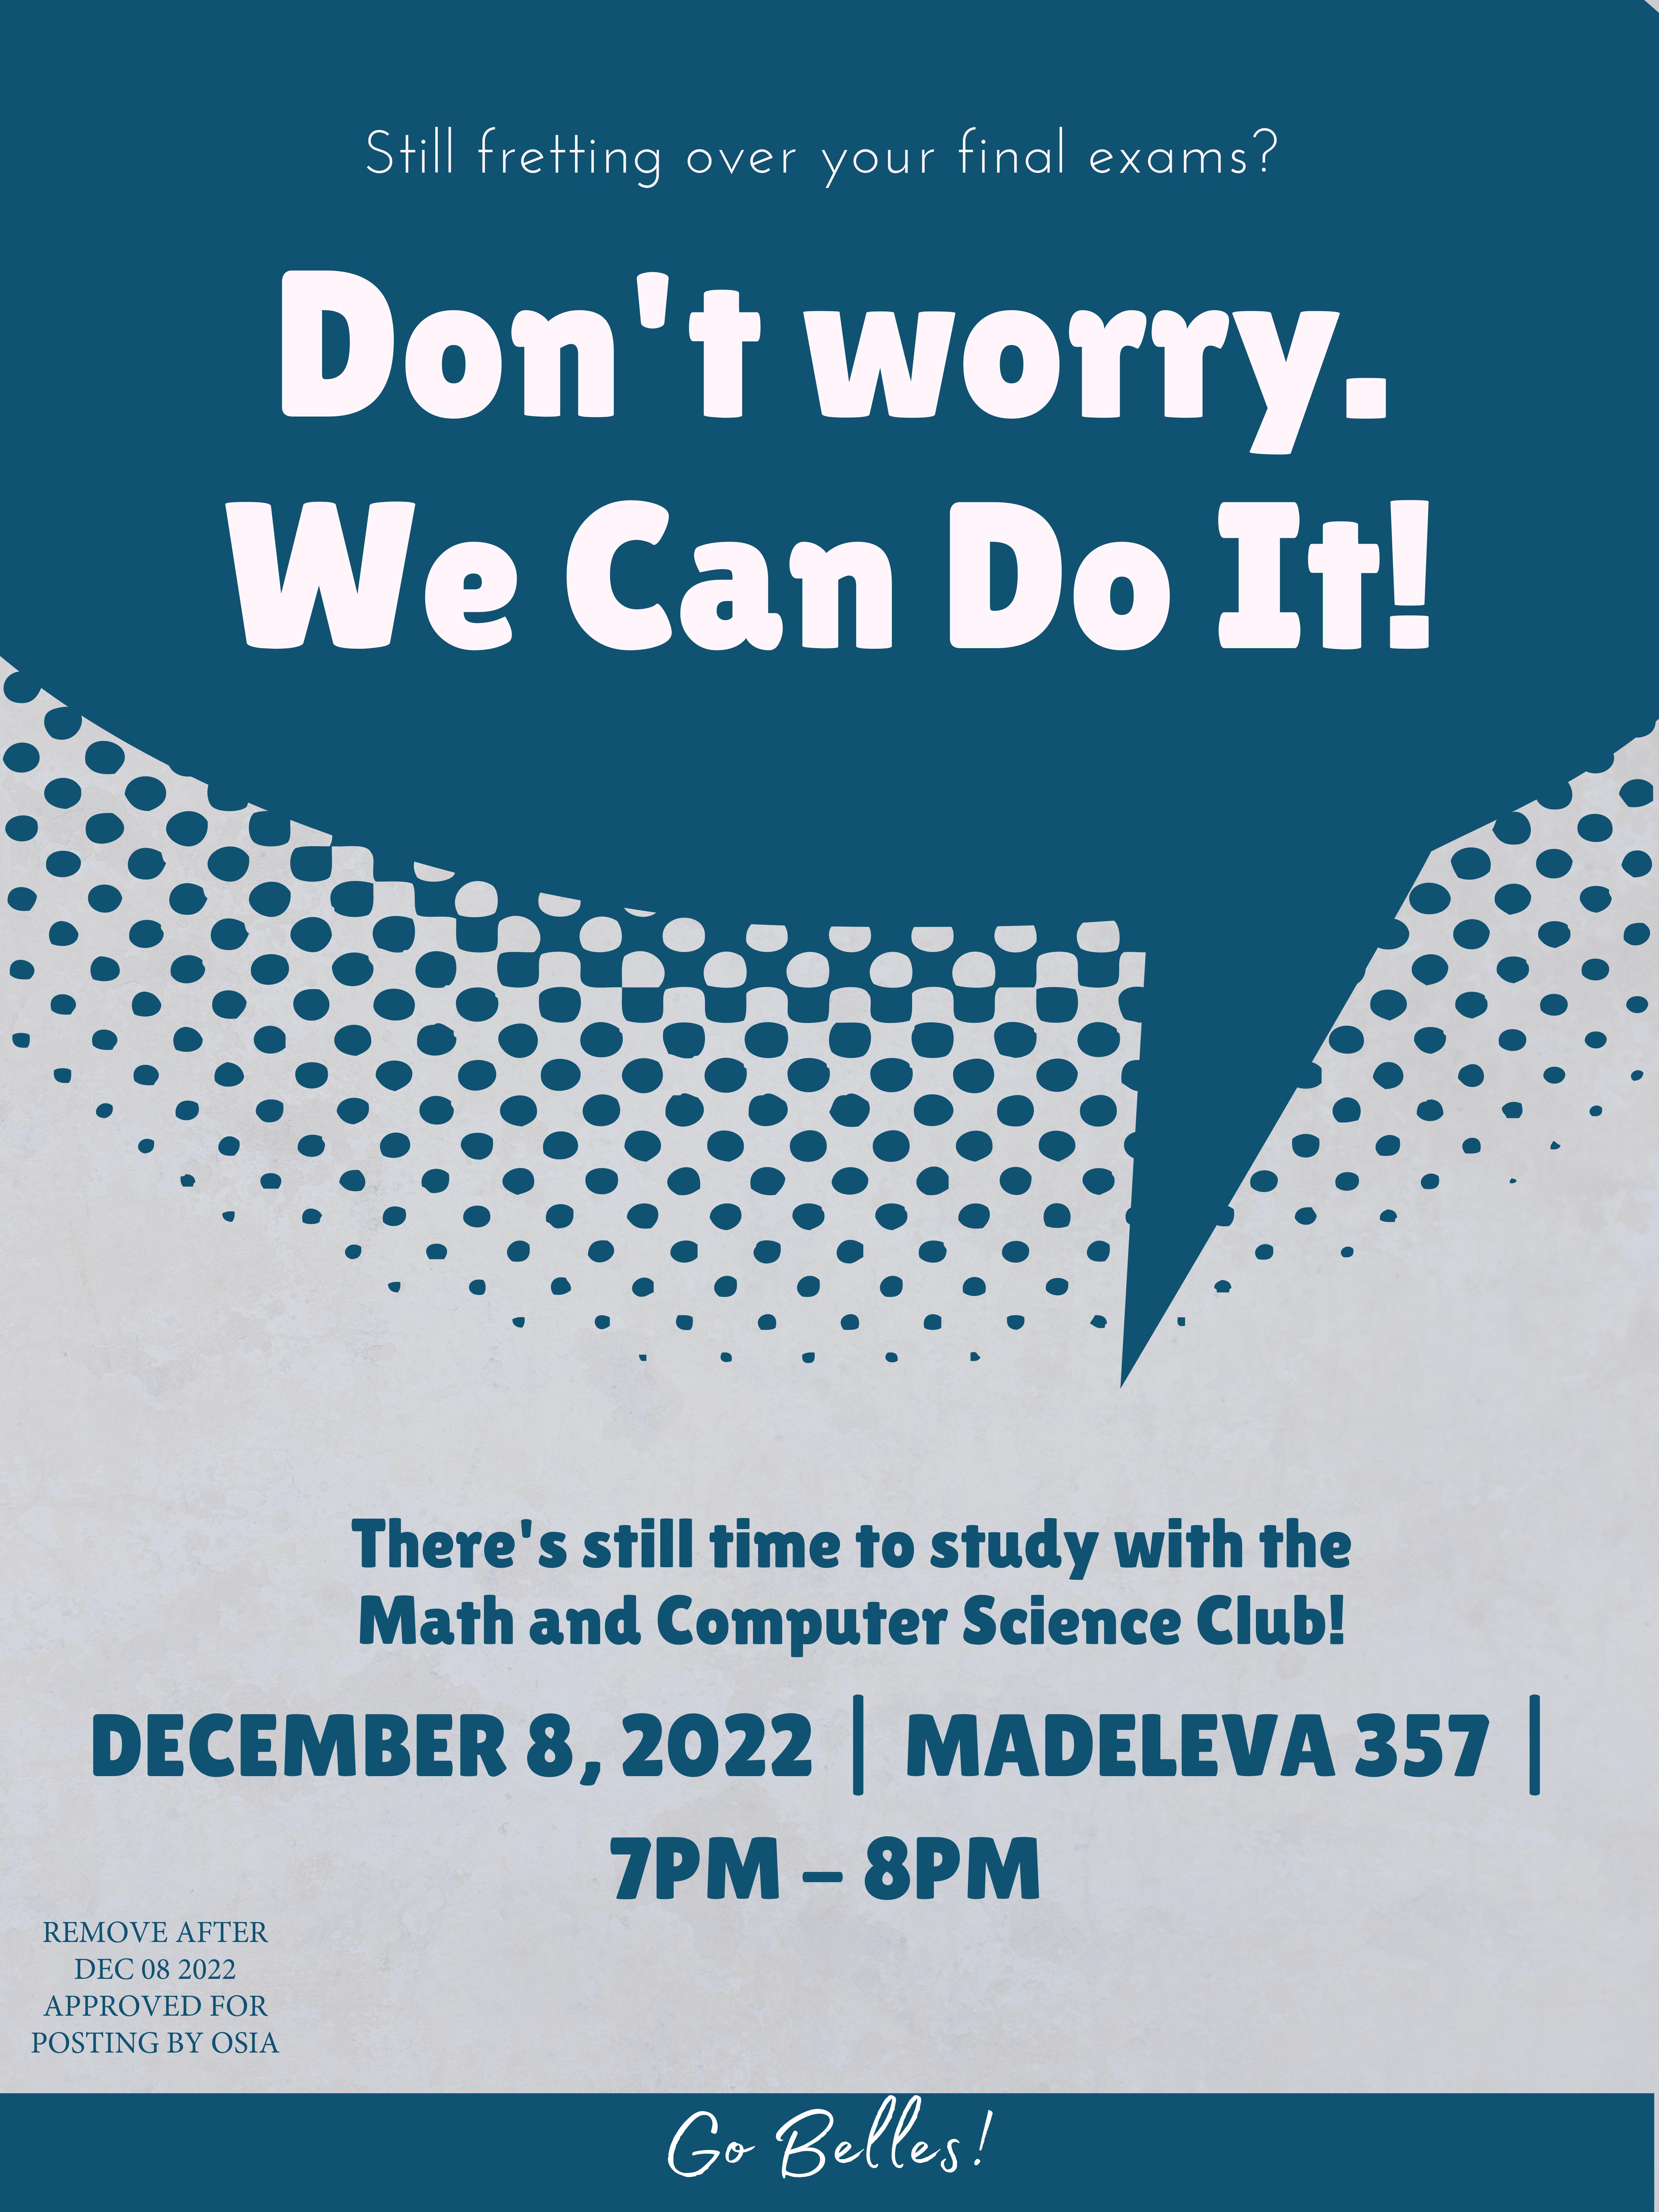 Still fretting over your final exams?
Don't worry.
We Can Do It!
There's still time to study with the
Math and Computer Science Club!
DECEMBER 8, 2022 | MADELEVA 357 |
7PM – 8PM
REMOVE AFTER
DEC 08 2022
APPROVED FOR
POSTING BY OSIA
Go Belles!